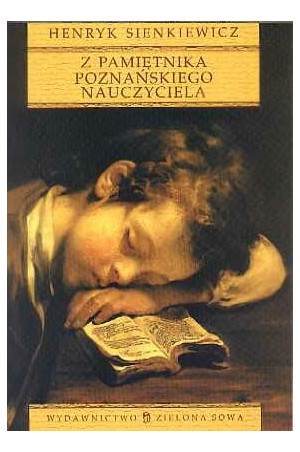 HENRYK SIENKIEWICZ
Z PAMIĘTNIKA
POZNAŃSKIEGO
NAUCZYCIELA
WYDAWNICTWO ZIELONA SOWA